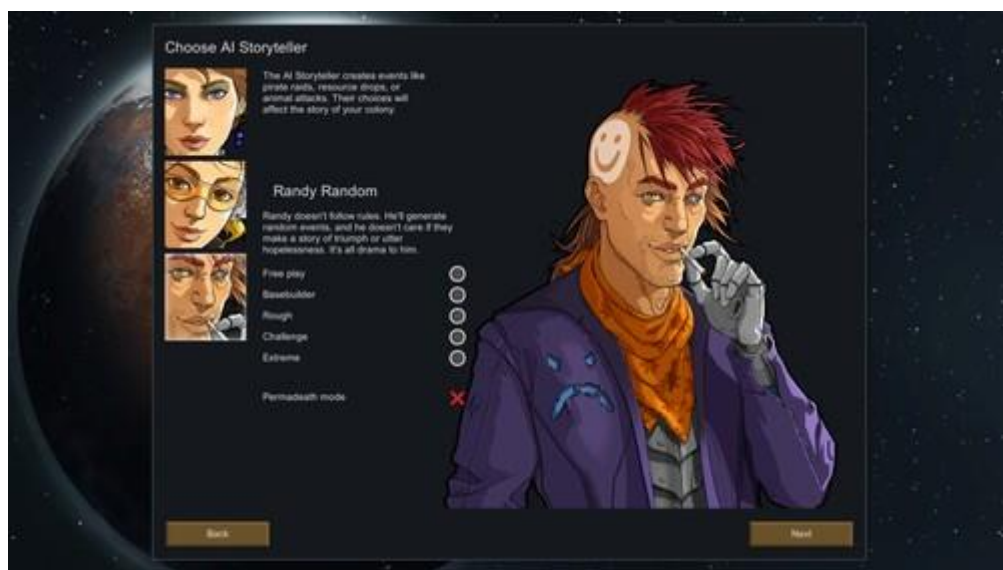 Choose AI Storyteller
The AI Storyteller creates events like
pirate raids, resource drops, or
animal attacks. Their choices will
affect the story of your colony.
Randy Random
Randy doesn't follow rules. He'll generate
random events, and he doesn't care if they
make a story of triumph or utter
hopelessness. It's all drama to him.
Free play
Basebuilder
Rough
Challenge
Extreme
Permadeath mode
Back
Next